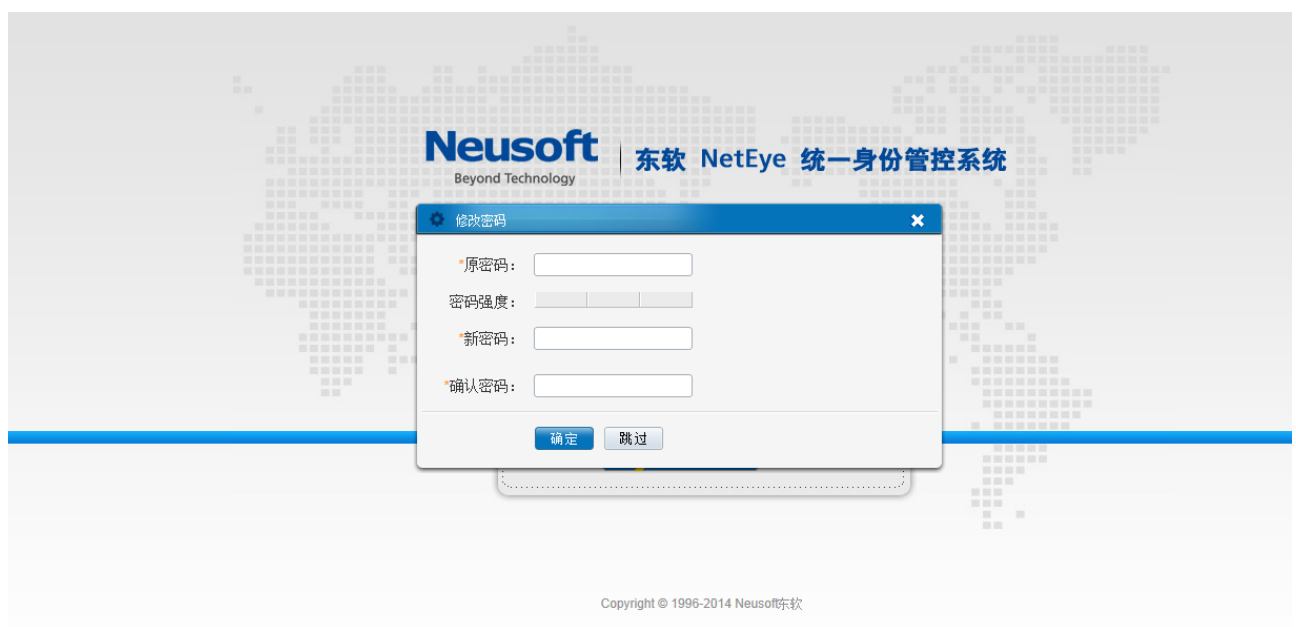 Neusoft
Beyond Technology
东软 NetEye 统一身份管控系统
修改密码
*原密码：
密码强度：
*新密码：
*确认密码：
确定 跳过
Copyright © 1996-2014 Neusoft东软